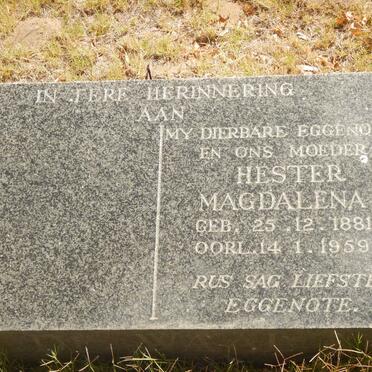 IN TERE HERINNERING
AAN
MY DIERBARE EGGENO
EN ONS MOEDER
HESTER
MAGDALENA
GEB. 25.12.1881
OORL. 14.1.1959
RUS SAG LIEFSTE
EGGENOTE.